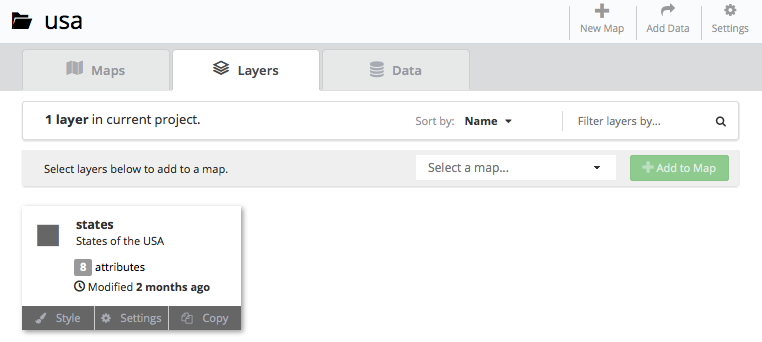 usa
New Map
Add Data
Settings
Maps
Layers
Data
1 layer in current project.
Sort by: Name
Filter layers by...
Select layers below to add to a map.
Select a map...
Add to Map
states
States of the USA
8 attributes
Modified 2 months ago
Style
Settings
Copy